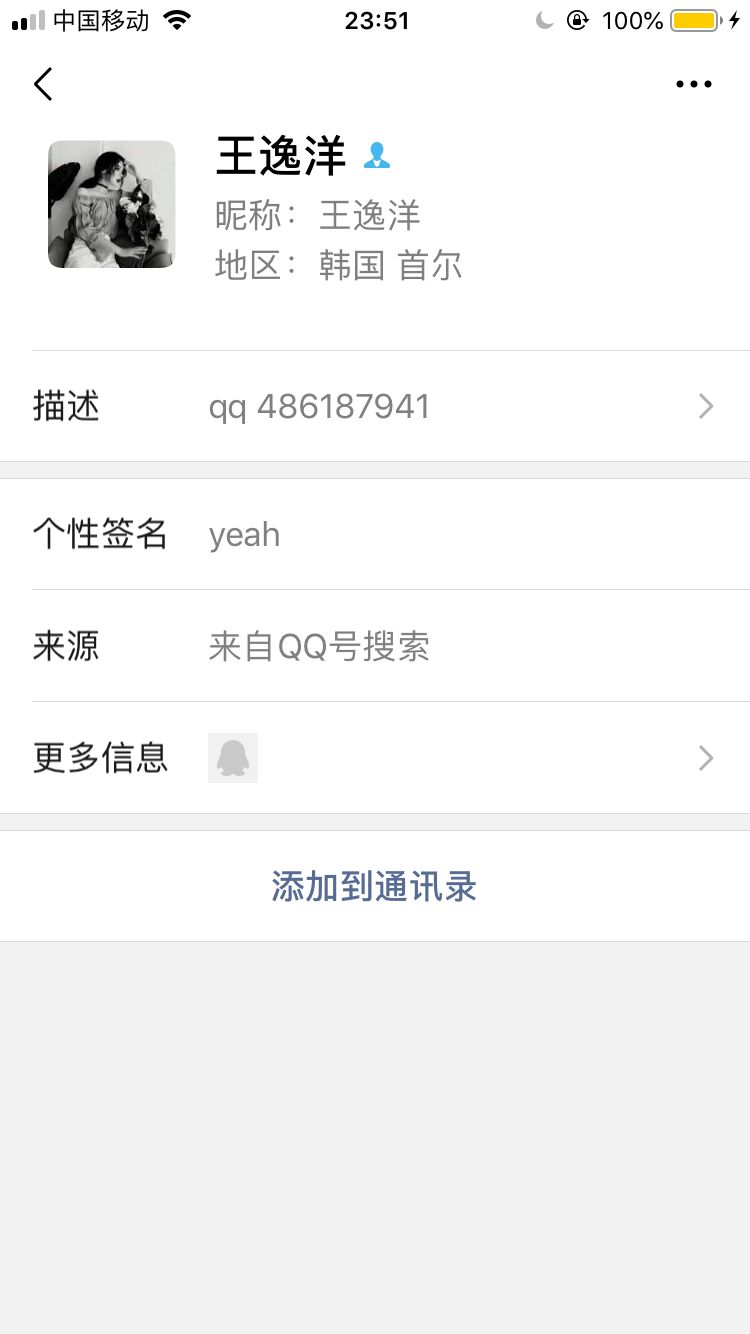 中国移动 23:51 100%
王逸洋
昵称： 王逸洋
地区： 韩国 首尔
描述 qq 486187941
个性签名 yeah
来源 来自QQ号搜索
更多信息
添加到通讯录